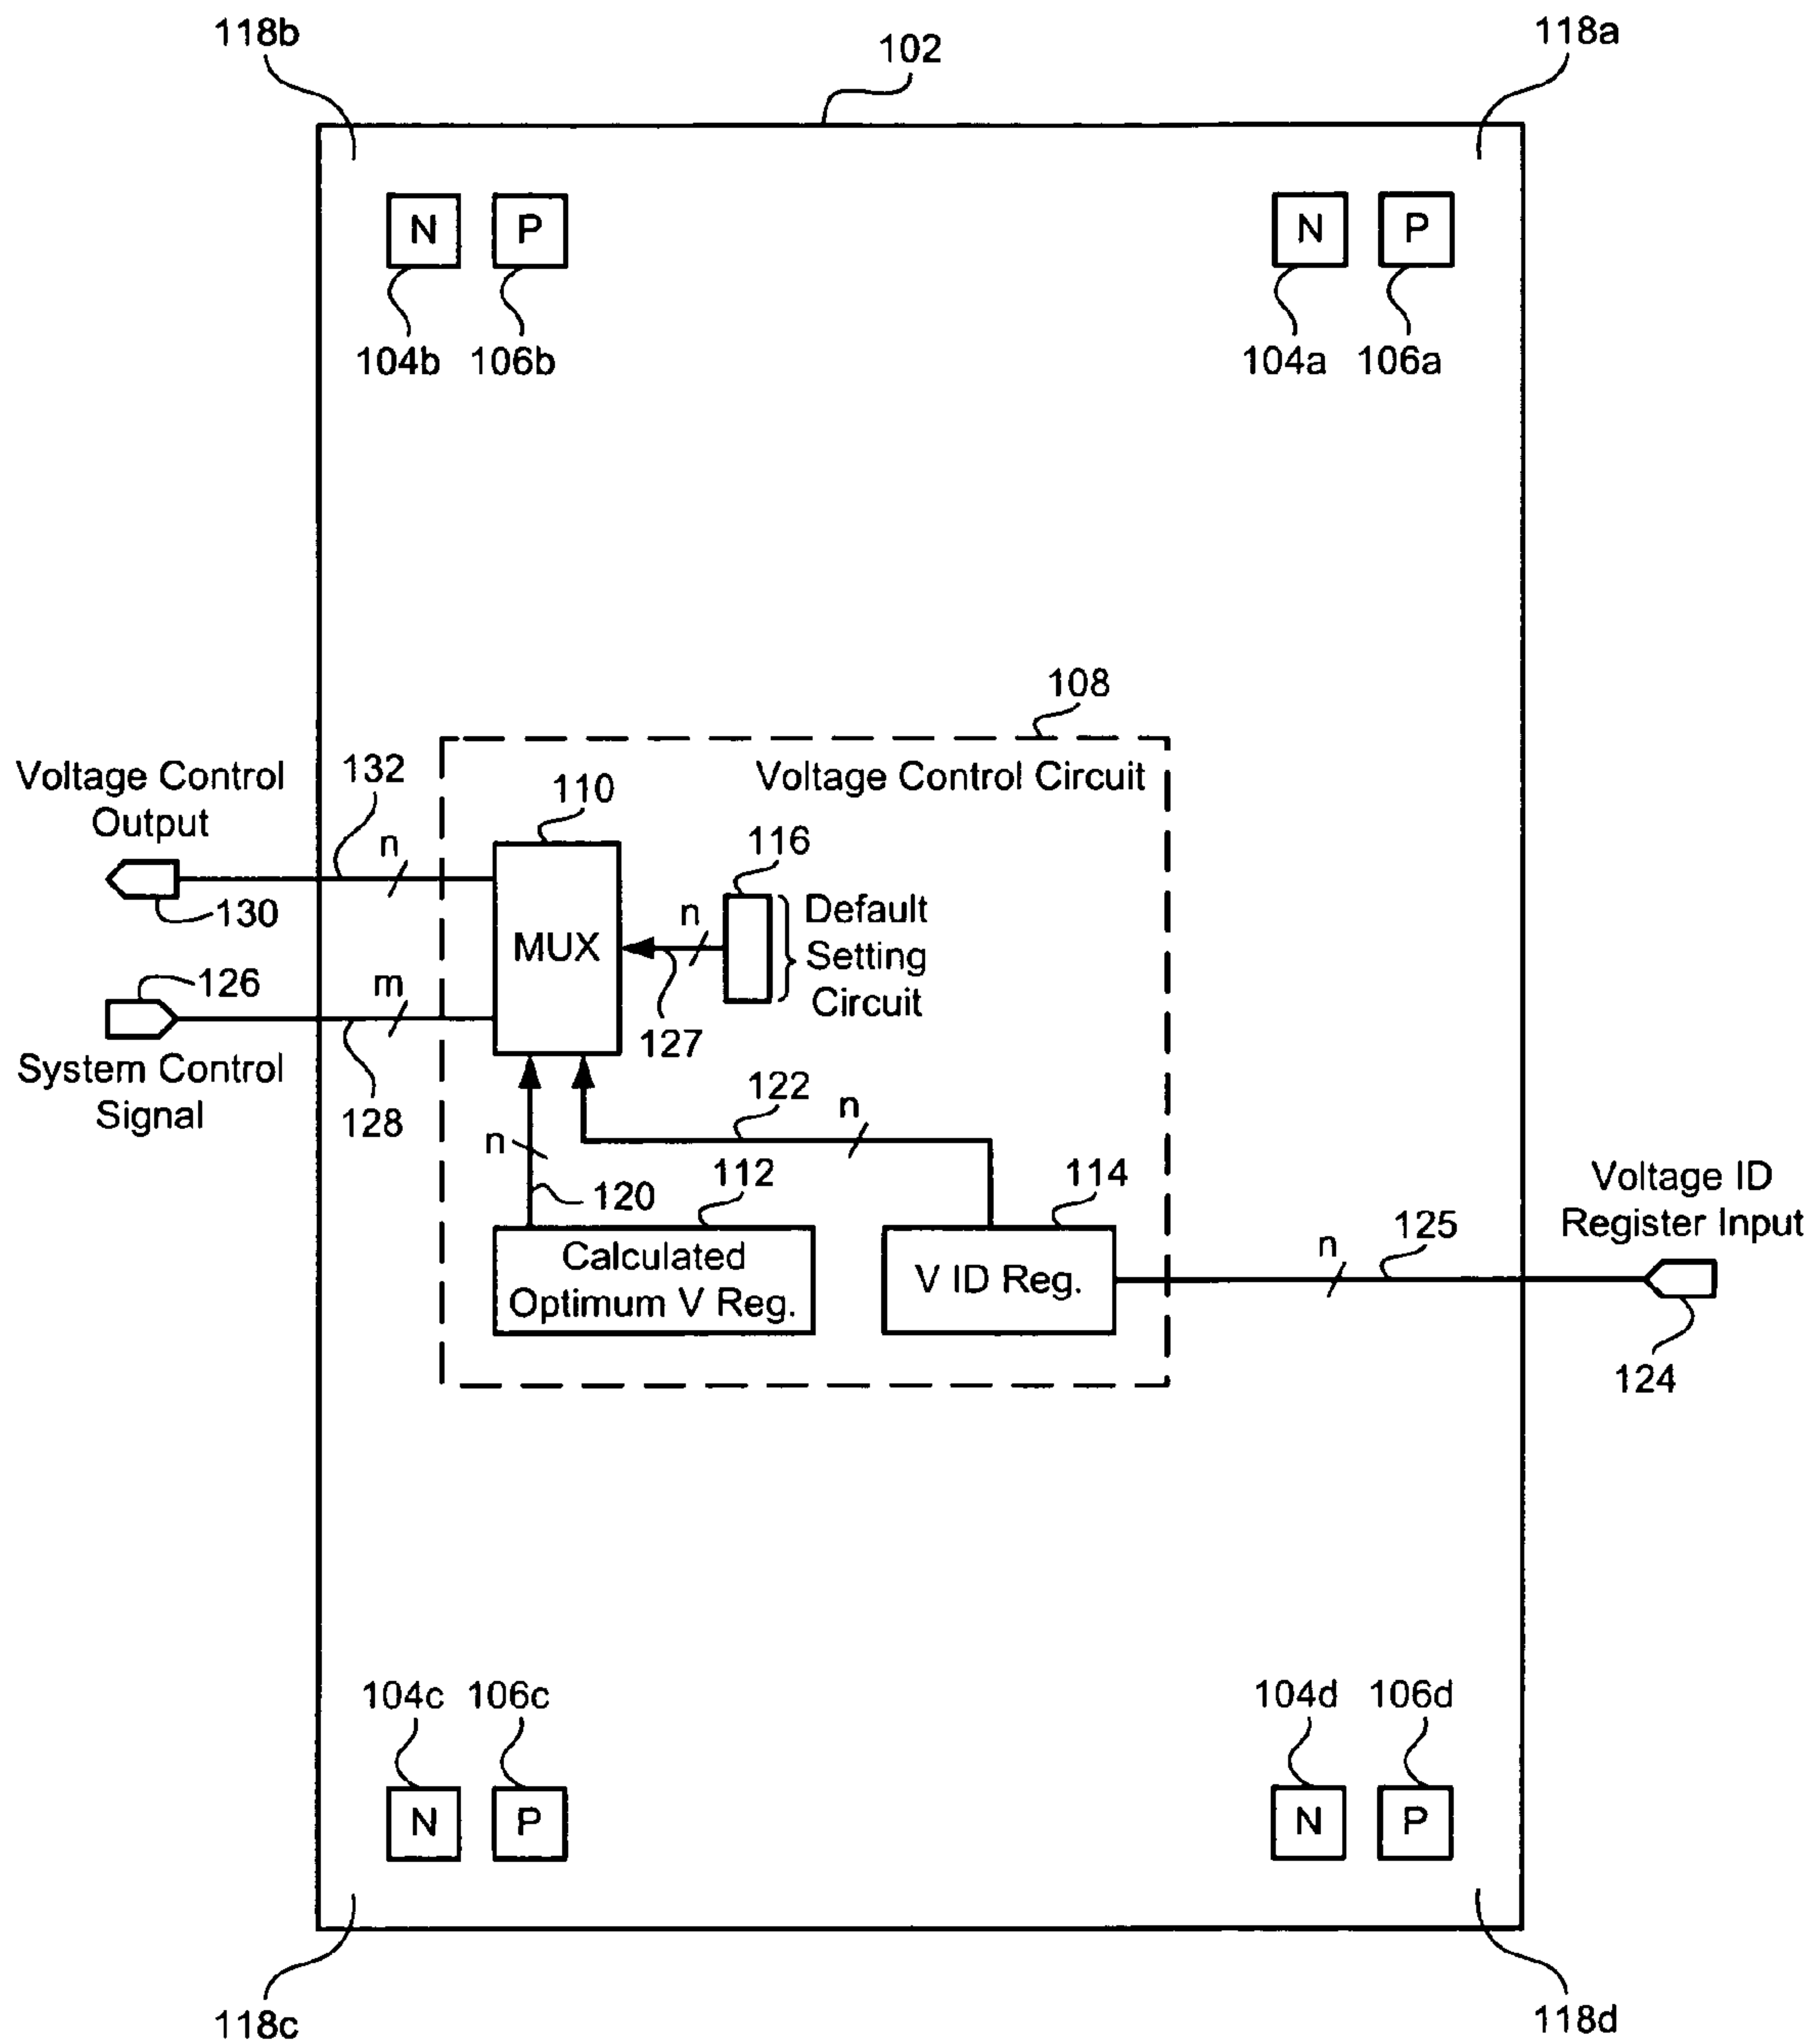 118b
102
118a
N
P
N
P
104b
106b
104a
106a
108
Voltage Control
Output
132
n
110
Voltage Control Circuit
116
130
MUX
n
Default
Setting
Circuit
126
m
127
System Control
Signal
128
122
n
n
120
112
114
Voltage ID
Register Input
Calculated
Optimum V Reg.
V ID Reg.
n
125
124
104c
106c
104d
106d
N
P
N
P
118c
118d